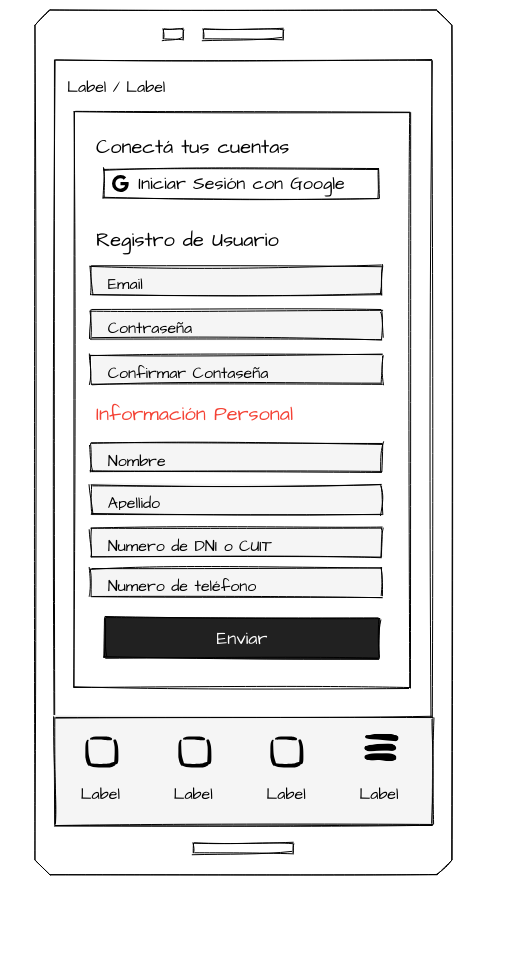 Label / Label
Conectá tus cuentas
G Iniciar Sesión con Google
Registro de Usuario
Email
Contraseña
Confirmar Contaseña
Información Personal
Nombre
Apellido
Numero de DNI o CUIT
Numero de teléfono
Enviar
Label Label Label Label